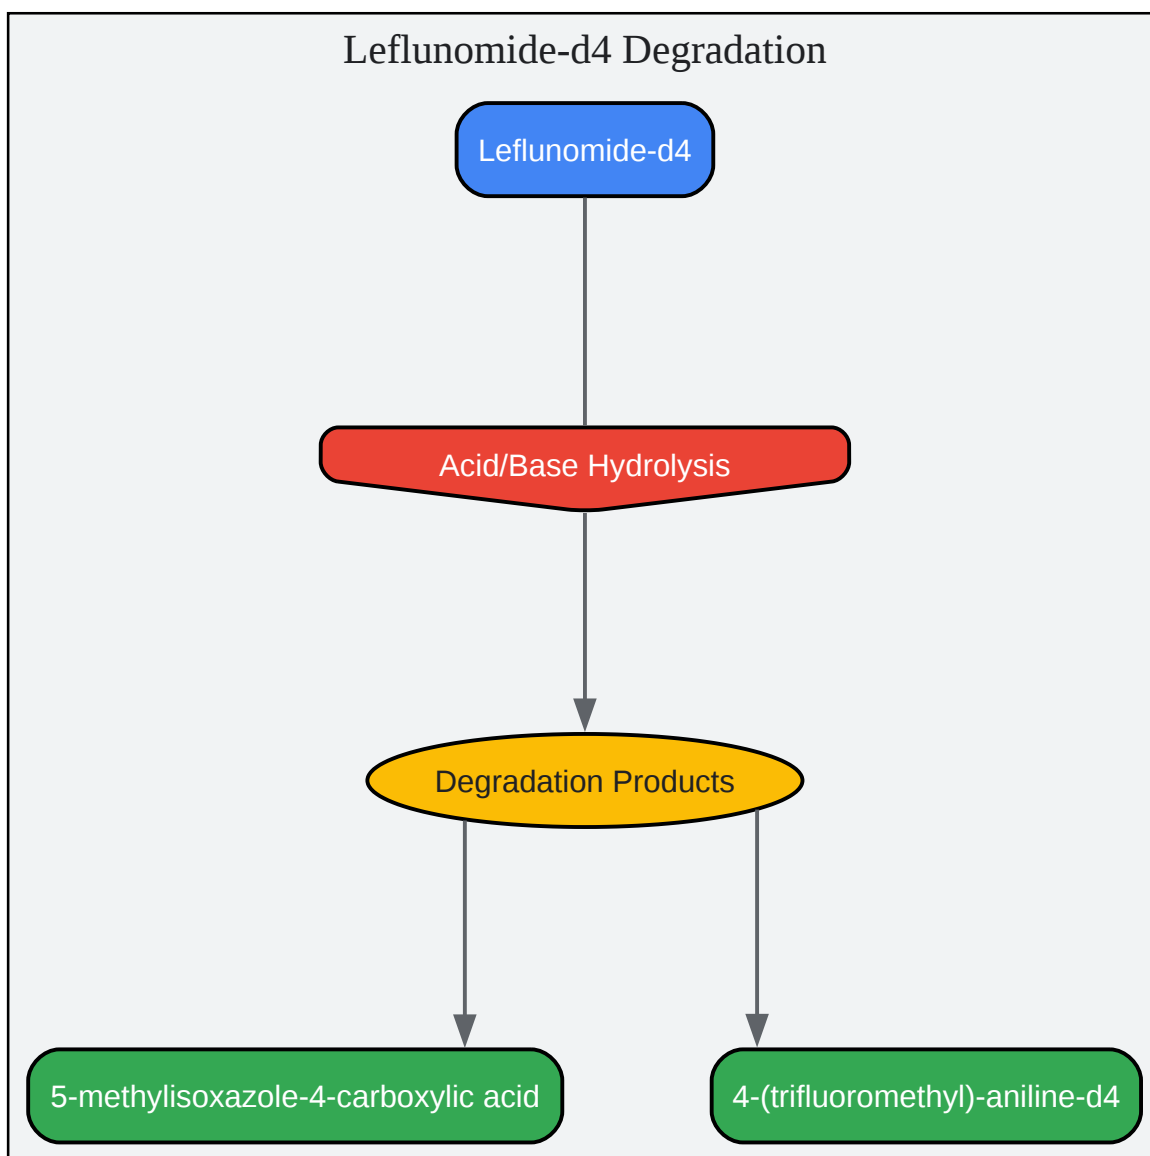 Leflunomide-d4 Degradation
Leflunomide-d4
Acid/Base Hydrolysis
Degradation Products
5-methylisoxazole-4-carboxylic acid
4-(trifluoromethyl)-aniline-d4